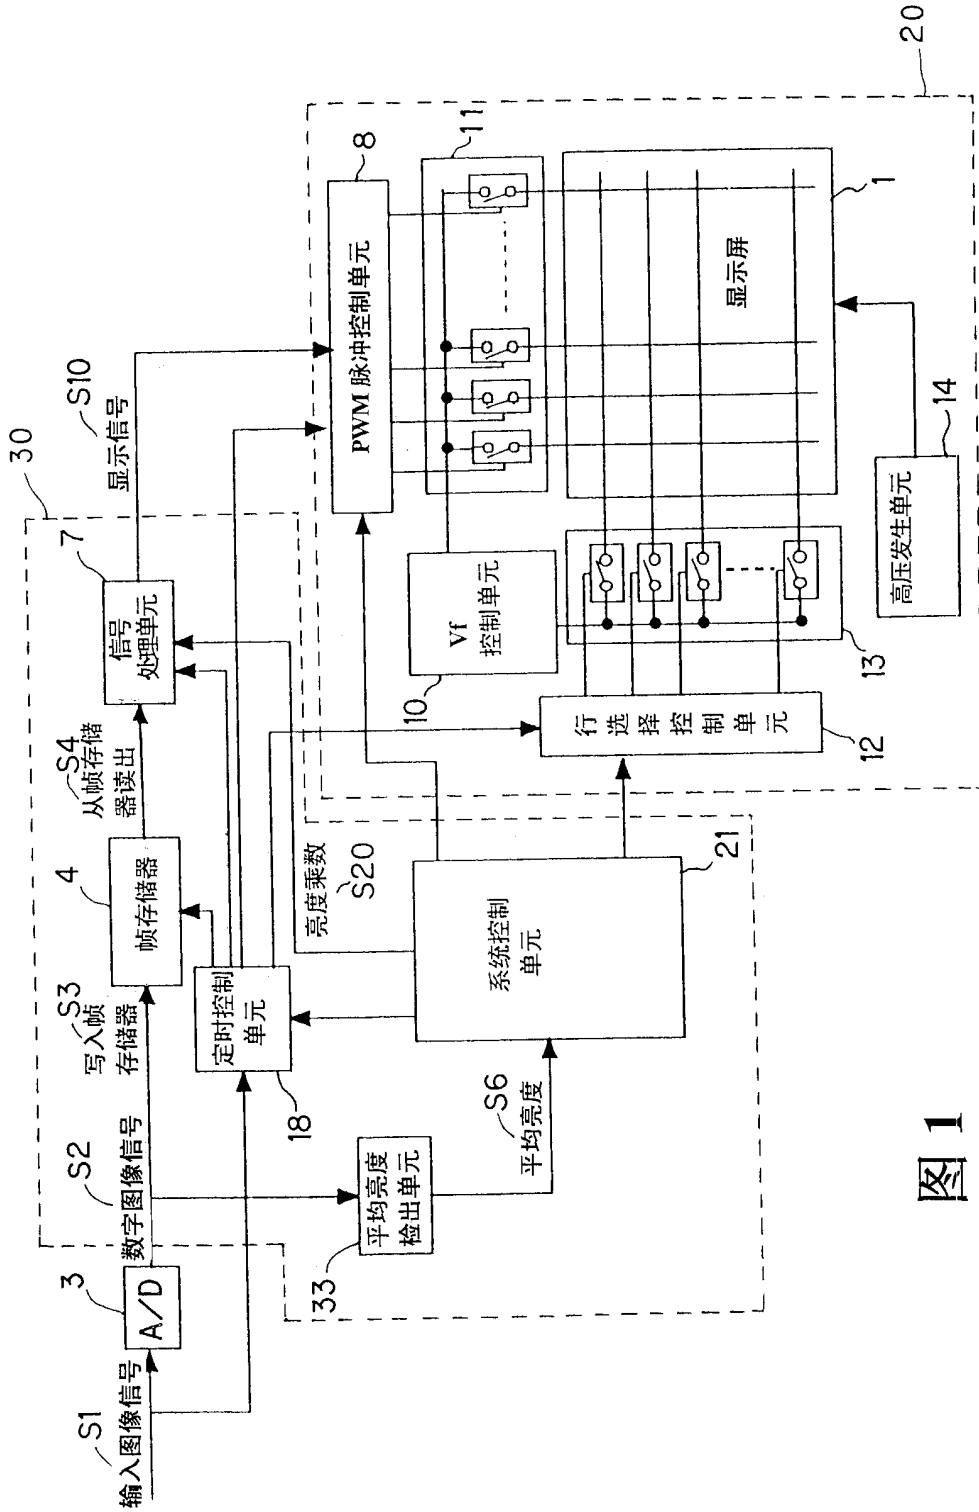 30
20
S1
输入图像信号
3
A/D
S2
数字图像信号
S3
写入帧
存储器
4
帧存储器
S4
从帧存储
器读出
7
信号
处理单元
S10
显示信号
18
定时控制
单元
33
平均亮度
检出单元
S6
平均亮度
亮度乘数
S20
21
系统控制
单元
8
PWM 脉冲控制单元
11
10
Vf
控制单元
12
行选择控制单元
13
1
显示屏
14
高压发生单元
图 1